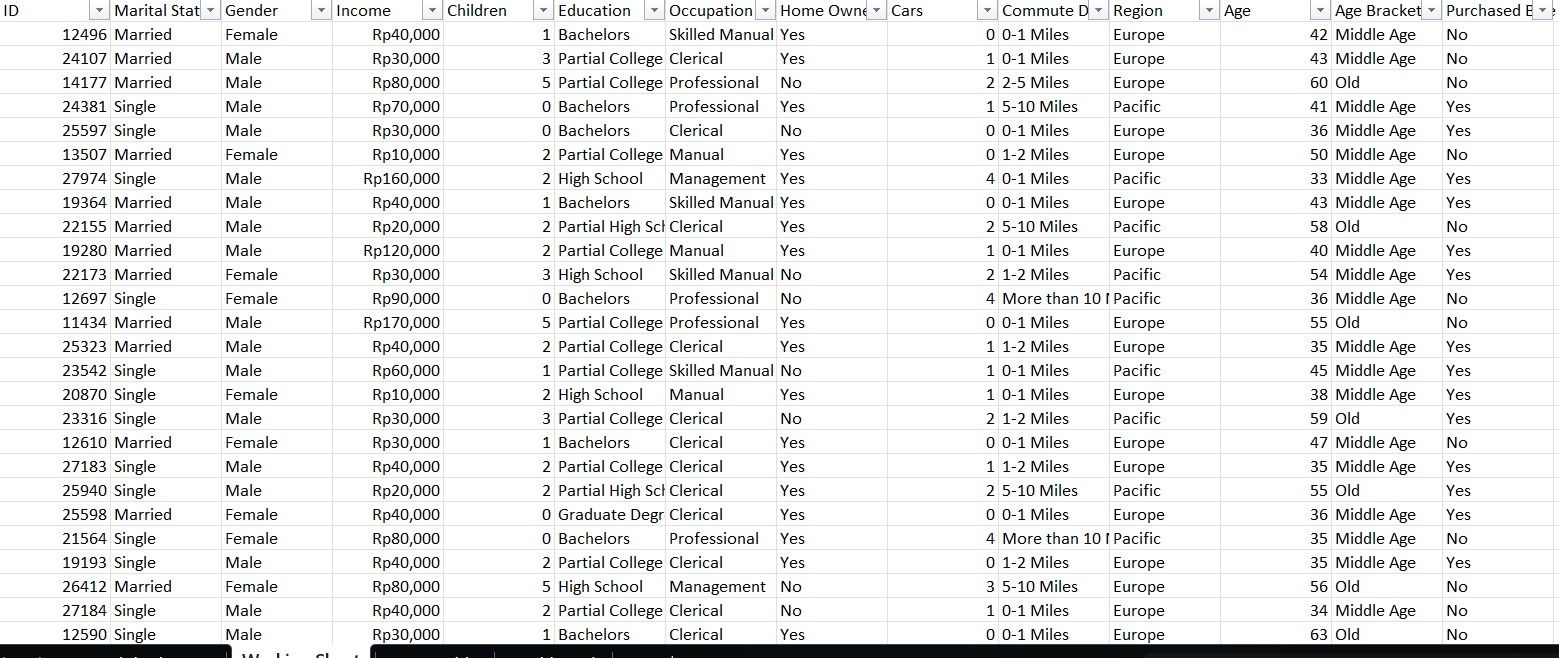 ID Marital Stat Gender Income Children Education Occupation Home Owne Cars Commute D Region Age Age Bracket Purchased B
12496 Married Female Rp40,000 1 Bachelors Skilled Manual Yes 0 0-1 Miles Europe 42 Middle Age No
24107 Married Male Rp30,000 3 Partial College Clerical Yes 1 0-1 Miles Europe 43 Middle Age No
14177 Married Male Rp80,000 5 Partial College Professional No 2 2-5 Miles Europe 60 Old No
24381 Single Male Rp70,000 0 Bachelors Professional Yes 1 5-10 Miles Pacific 41 Middle Age Yes
25597 Single Male Rp30,000 0 Bachelors Clerical No 0 0-1 Miles Europe 36 Middle Age Yes
13507 Married Female Rp10,000 2 Partial College Manual Yes 0 1-2 Miles Europe 50 Middle Age No
27974 Single Male Rp160,000 2 High School Management Yes 4 0-1 Miles Pacific 33 Middle Age Yes
19364 Married Male Rp40,000 1 Bachelors Skilled Manual Yes 0 0-1 Miles Europe 43 Middle Age Yes
22155 Married Male Rp20,000 2 Partial High Sch Clerical Yes 2 5-10 Miles Pacific 58 Old No
19280 Married Male Rp120,000 2 Partial College Manual Yes 1 0-1 Miles Europe 40 Middle Age Yes
22173 Married Female Rp30,000 3 High School Skilled Manual No 2 1-2 Miles Pacific 54 Middle Age Yes
12697 Single Female Rp90,000 0 Bachelors Professional No 4 More than 10 M Pacific 36 Middle Age No
11434 Married Male Rp170,000 5 Partial College Professional Yes 0 0-1 Miles Europe 55 Old No
25323 Married Male Rp40,000 2 Partial College Clerical Yes 1 1-2 Miles Europe 35 Middle Age Yes
23542 Single Male Rp60,000 1 Partial College Skilled Manual No 1 0-1 Miles Pacific 45 Middle Age Yes
20870 Single Female Rp10,000 2 High School Manual Yes 1 0-1 Miles Europe 38 Middle Age Yes
23316 Single Male Rp30,000 3 Partial College Clerical No 2 1-2 Miles Pacific 59 Old Yes
12610 Married Female Rp30,000 1 Bachelors Clerical Yes 0 0-1 Miles Europe 47 Middle Age No
27183 Single Male Rp40,000 2 Partial College Clerical Yes 1 1-2 Miles Europe 35 Middle Age Yes
25940 Single Male Rp20,000 2 Partial High Sch Clerical Yes 2 5-10 Miles Pacific 55 Old Yes
25598 Married Female Rp40,000 0 Graduate Degr Clerical Yes 0 0-1 Miles Europe 36 Middle Age Yes
21564 Single Female Rp80,000 0 Bachelors Professional Yes 4 More than 10 M Pacific 35 Middle Age No
19193 Single Male Rp40,000 2 Partial College Clerical Yes 0 1-2 Miles Europe 35 Middle Age Yes
26412 Married Female Rp80,000 5 High School Management No 3 5-10 Miles Europe 56 Old No
27184 Single Male Rp40,000 2 Partial College Clerical No 1 0-1 Miles Europe 34 Middle Age No
12590 Single Male Rp30,000 1 Bachelors Clerical Yes 0 0-1 Miles Europe 63 Old No